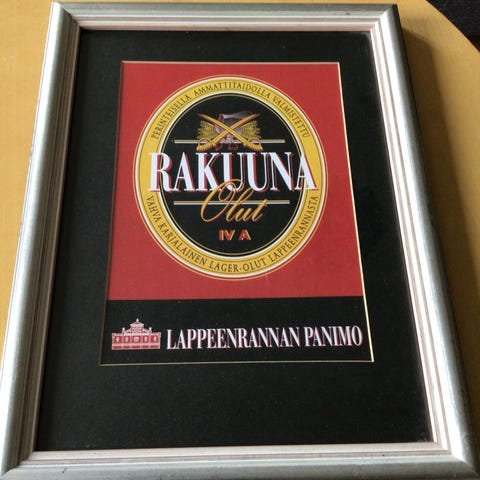 PERINTEISELLÄ AMMATTITAIDOLLA VALMISTETTU
RAKUUNA
Olut
IV A
VAHVA KARJALAINEN LAGER-OLUT LAPPEENRANNASTA
LAPPEENRANNAN PANIMO